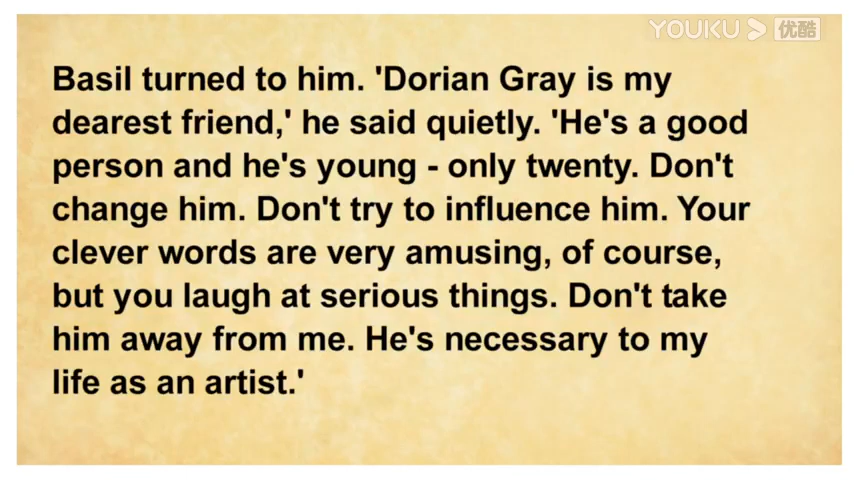 YOUKU 优酷
Basil turned to him. 'Dorian Gray is my
dearest friend,' he said quietly. 'He's a good
person and he's young - only twenty. Don't
change him. Don't try to influence him. Your
clever words are very amusing, of course,
but you laugh at serious things. Don't take
him away from me. He's necessary to my
life as an artist.'